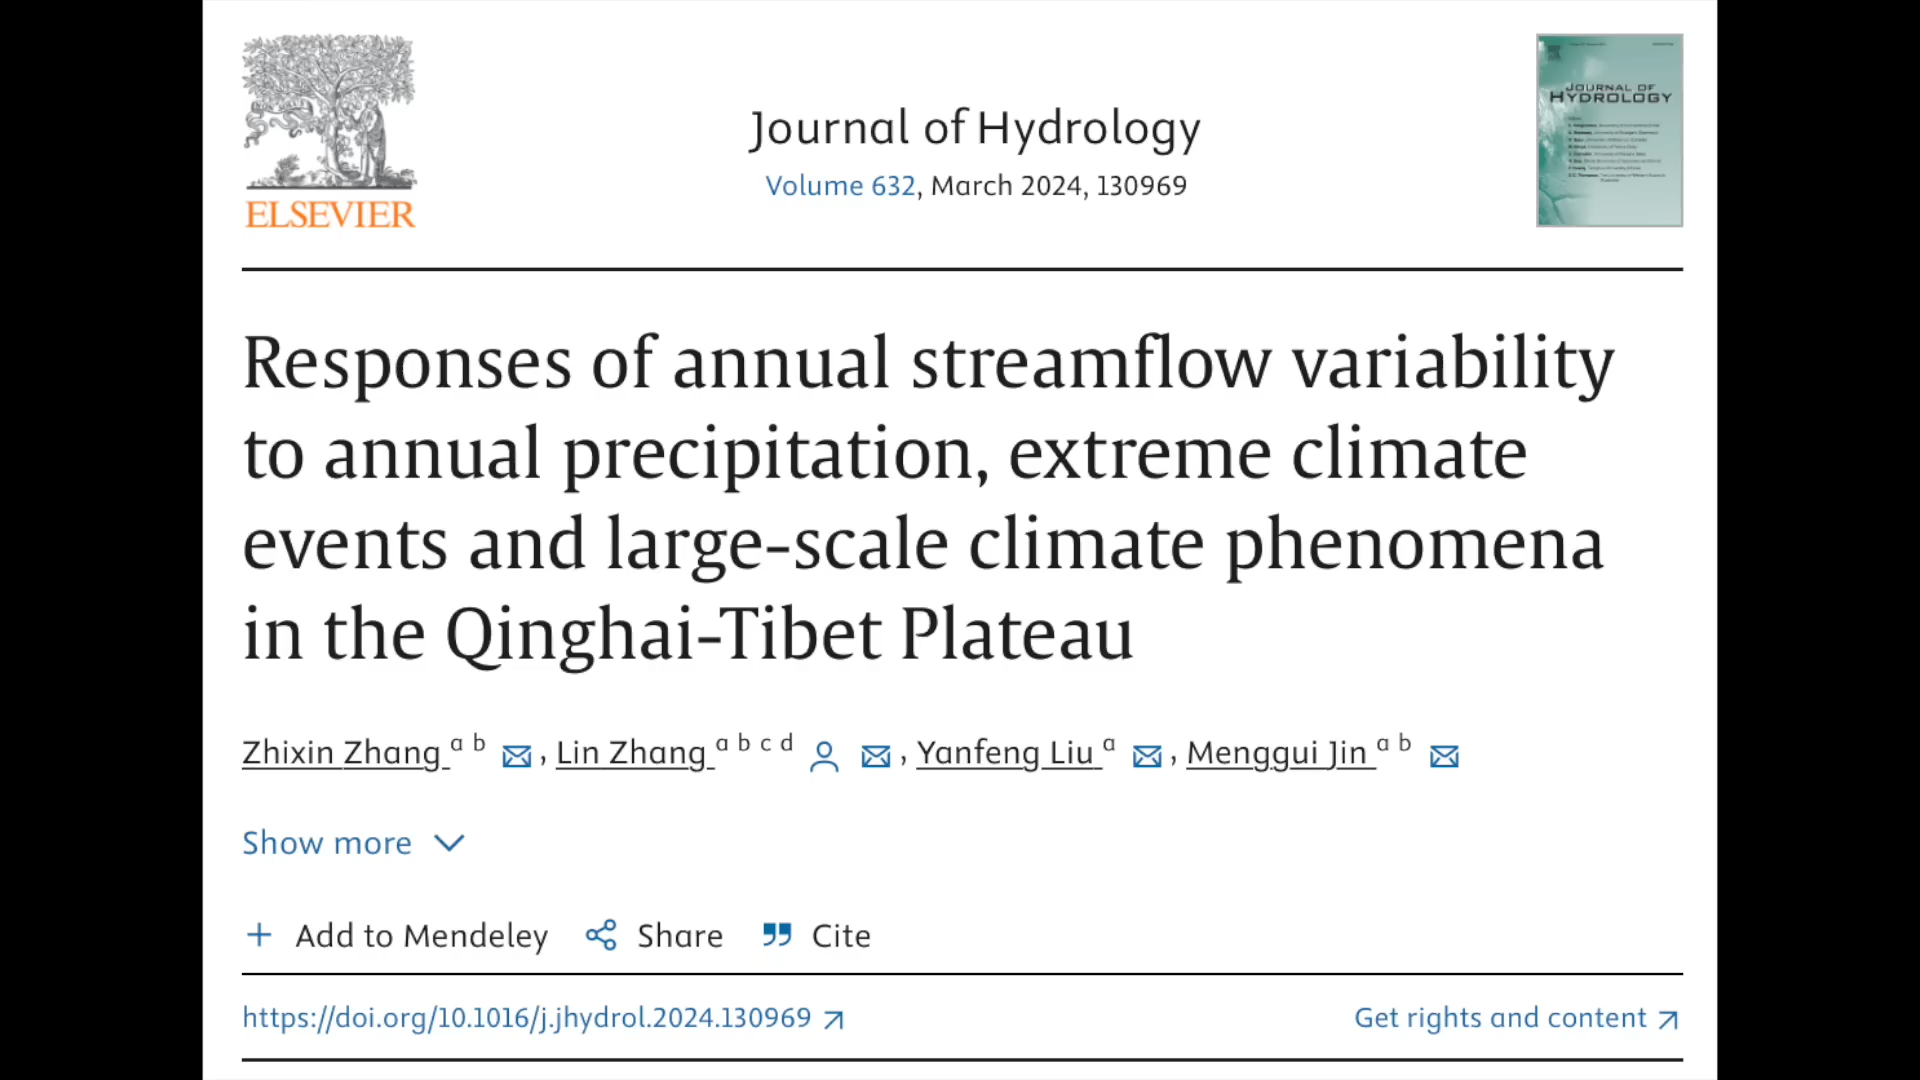 ELSEVIER
Journal of Hydrology
Volume 632, March 2024, 130969
JOURNAL OF
HYDROLOGY
Responses of annual streamflow variability
to annual precipitation, extreme climate
events and large-scale climate phenomena
in the Qinghai-Tibet Plateau
Zhixin Zhang a b, Lin Zhang a b c d, Yanfeng Liu a, Menggui Jin a b
Show more
Add to Mendeley Share Cite
https://doi.org/10.1016/j.jhydrol.2024.130969
Get rights and content